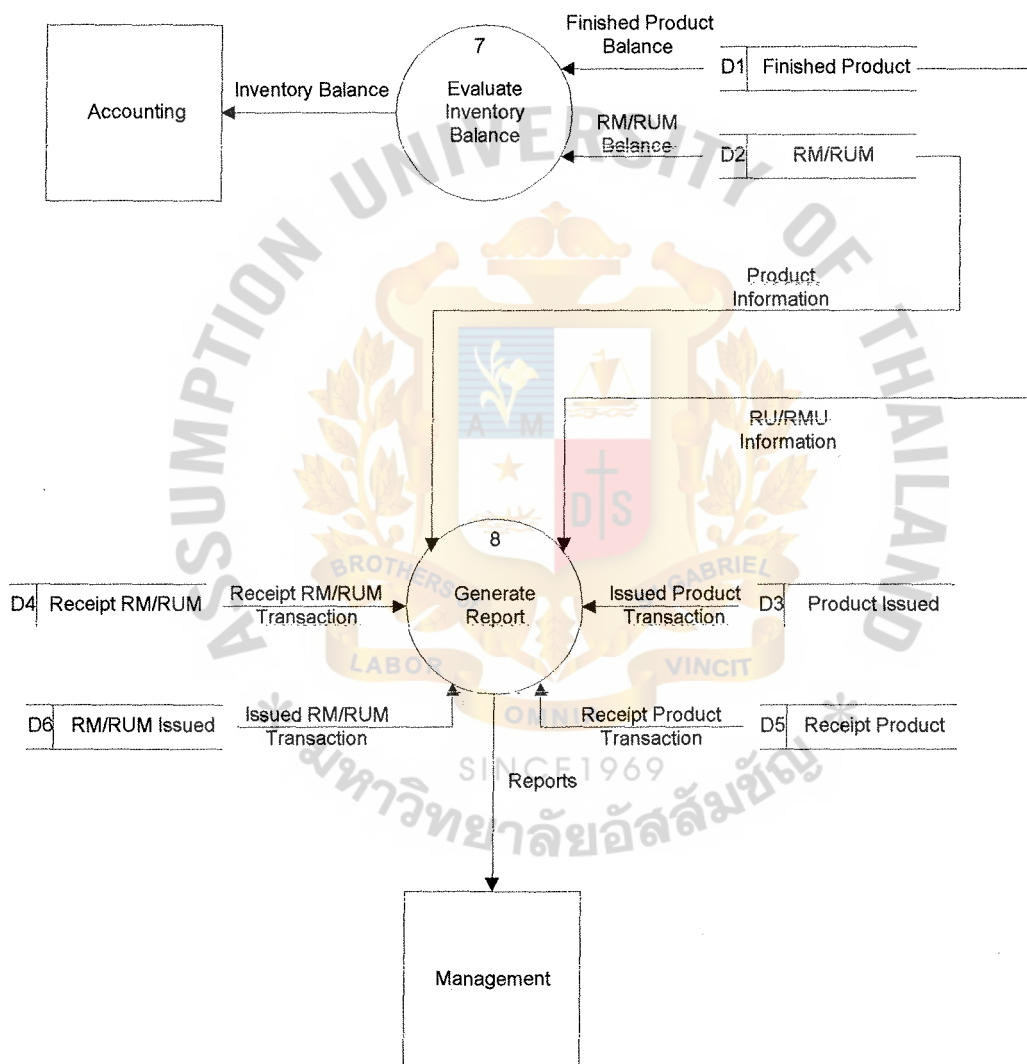 Accounting
Inventory Balance
7
Evaluate
Inventory
Balance
Finished Product
Balance
D1 Finished Product
RM/RUM
Balance
D2 RM/RUM
Product
Information
RU/RMU
Information
8
Generate
Report
D4 Receipt RM/RUM
Receipt RM/RUM
Transaction
Issued Product
Transaction
D3 Product Issued
D6 RM/RUM Issued
Issued RM/RUM
Transaction
Receipt Product
Transaction
D5 Receipt Product
Reports
Management
ASSUMPTION UNIVERSITY OF THAILAND
A M
D S
BROTHERS
GABRIEL
LABOR
VINCIT
SINCE1969
* มหาวิทยาลัยอัสสัมชัญ *